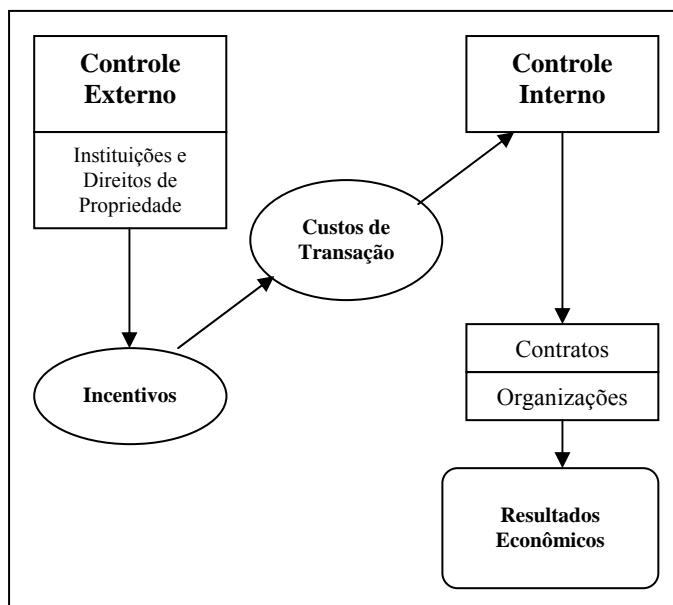 Controle
Externo
Instituições e
Direitos de
Propriedade
Incentivos
Custos de
Transação
Controle
Interno
Contratos
Organizações
Resultados
Econômicos